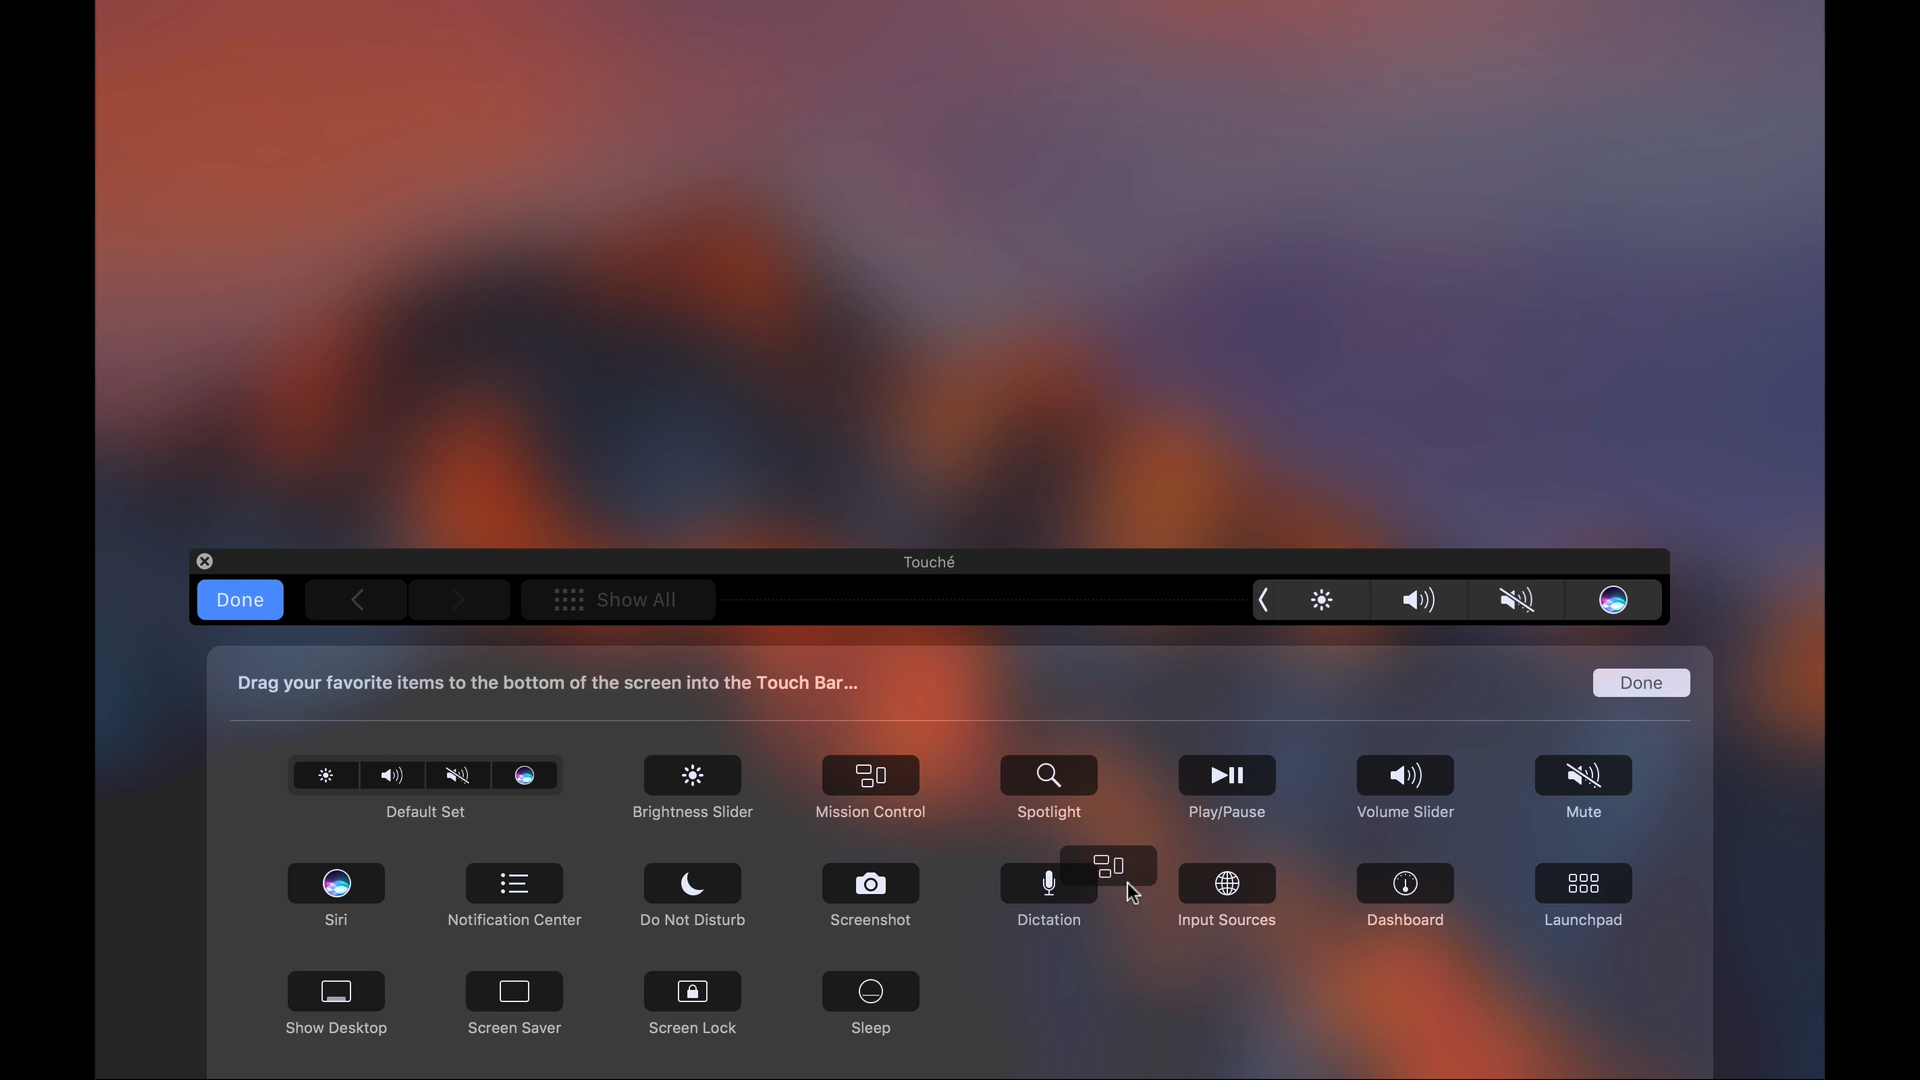 Touché
Done
Show All
Drag your favorite items to the bottom of the screen into the Touch Bar...
Done
Default Set
Brightness Slider
Mission Control
Spotlight
Play/Pause
Volume Slider
Mute
Siri
Notification Center
Do Not Disturb
Screenshot
Dictation
Input Sources
Dashboard
Launchpad
Show Desktop
Screen Saver
Screen Lock
Sleep